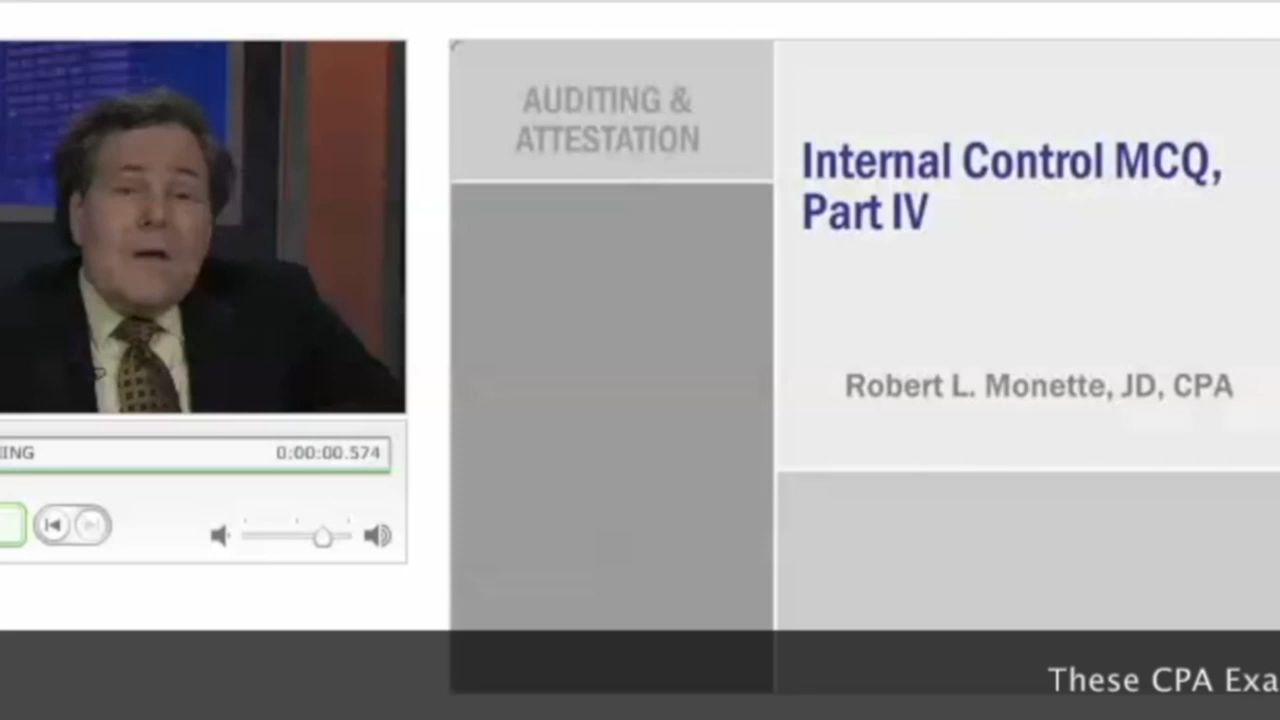 AUDITING &
ATTESTATION
Internal Control MCQ,
Part IV
Robert L. Monette, JD, CPA
ING
0:00:00.574
These CPA Exa